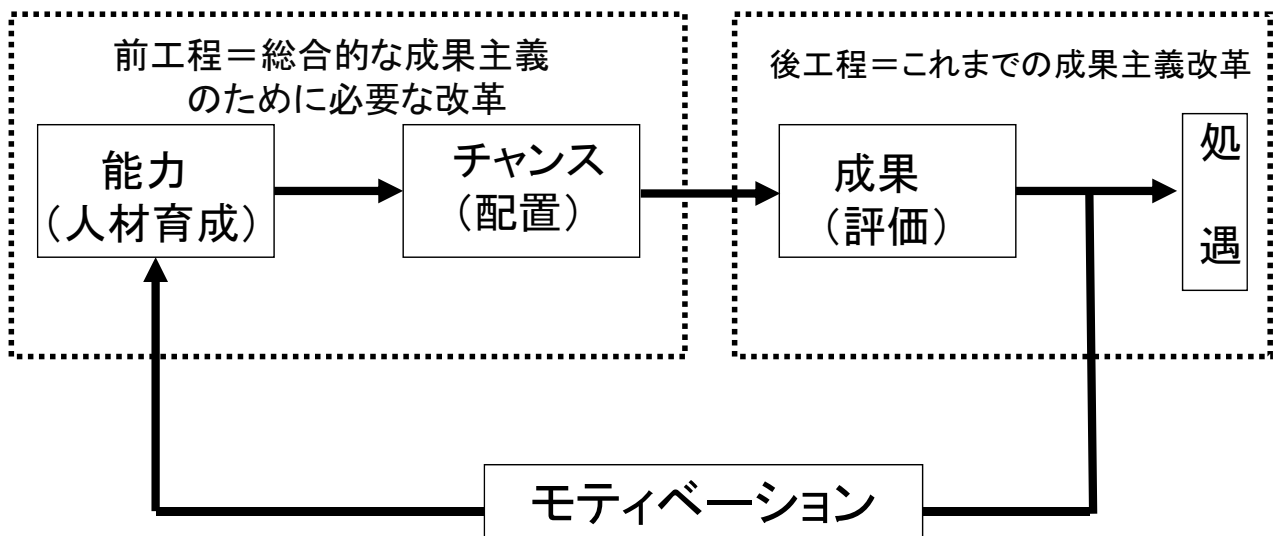 前工程＝総合的な成果主義
のために必要な改革
能力
（人材育成）
チャンス
（配置）
後工程＝これまでの成果主義改革
成果
（評価）
処
遇
モティベーション